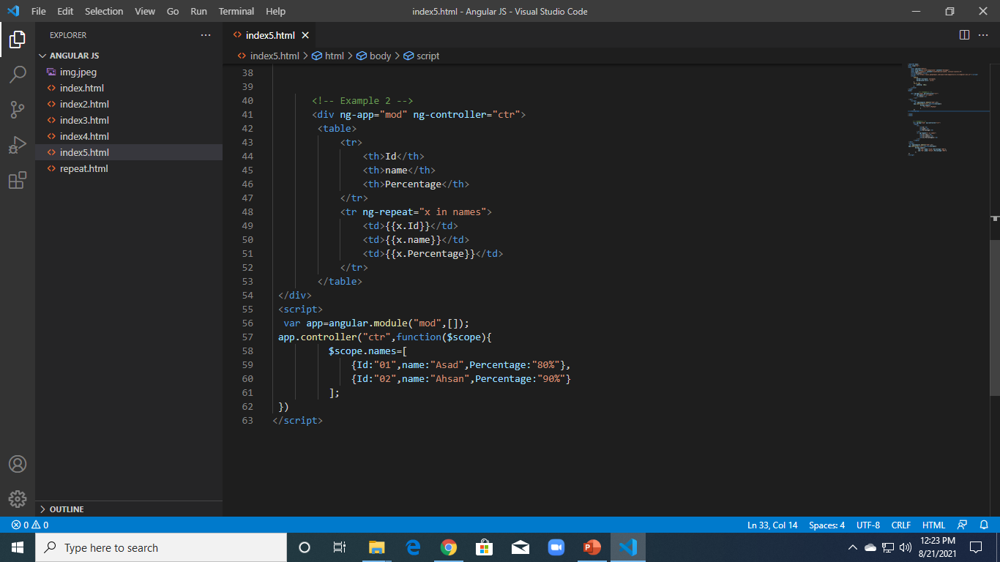 File Edit Selection View Go Run Terminal Help
index5.html - Angular JS - Visual Studio Code
EXPLORER
ANGULAR JS
img.jpeg
index.html
index2.html
index3.html
index4.html
index5.html
repeat.html
OUTLINE
index5.html
index5.html > html > body > script
38
39
40 <!-- Example 2 -->
41 <div ng-app="mod" ng-controller="ctr">
42 <table>
43 <tr>
44 <th>Id</th>
45 <th>name</th>
46 <th>Percentage</th>
47 </tr>
48 <tr ng-repeat="x in names">
49 <td>{{x.Id}}</td>
50 <td>{{x.name}}</td>
51 <td>{{x.Percentage}}</td>
52 </tr>
53 </table>
54 </div>
55 <script>
56 var app=angular.module("mod",[]);
57 app.controller("ctr",function($scope){
58 $scope.names=[
59 {Id:"01",name:"Asad",Percentage:"80%"},
60 {Id:"02",name:"Ahsan",Percentage:"90%"}
61 ];
62 })
63 </script>
0 0
Ln 33, Col 14 Spaces: 4 UTF-8 CRLF HTML
Type here to search
12:23 PM
8/21/2021